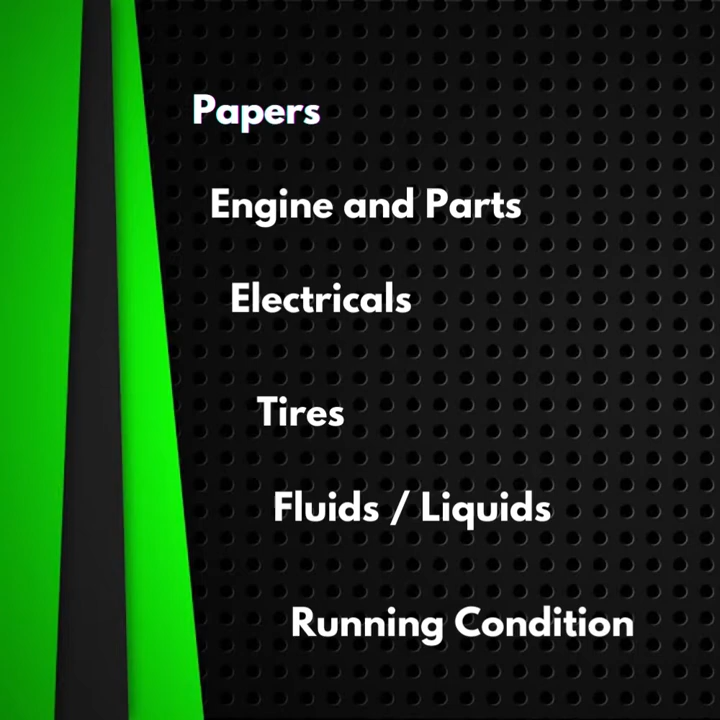 Papers
Engine and Parts
Electricals
Tires
Fluids / Liquids
Running Condition